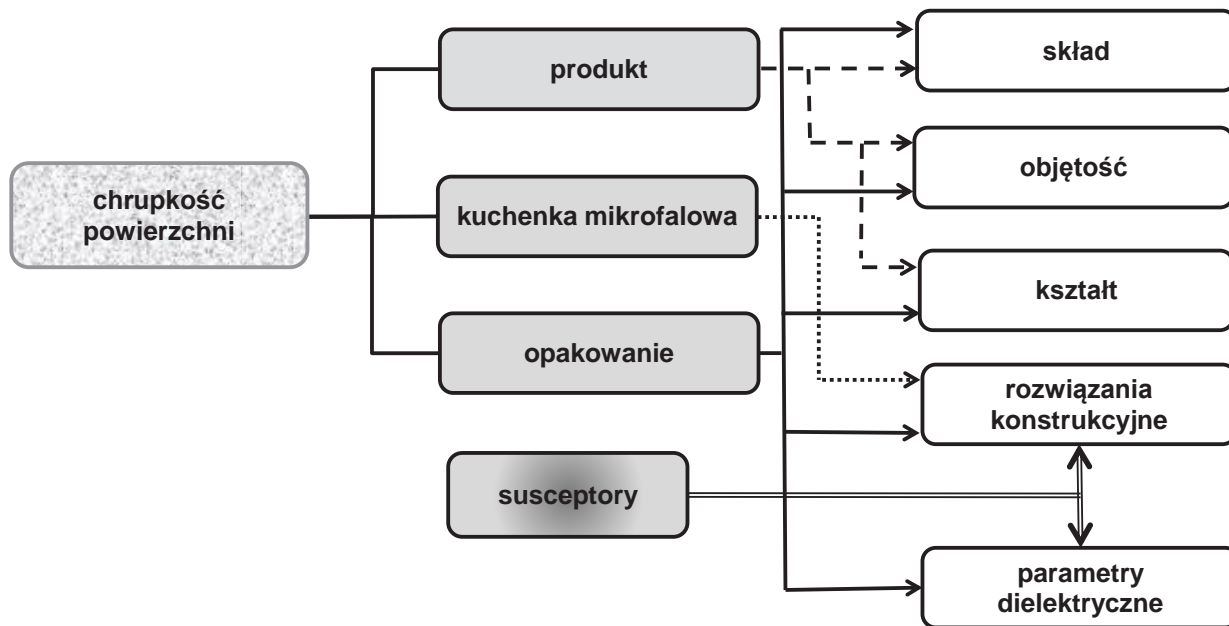 chrupkość
powierzchni
produkt
kuchenka mikrofalowa
opakowanie
susceptory
skład
objętość
kształt
rozwiązania
konstrukcyjne
parametry
dielektryczne